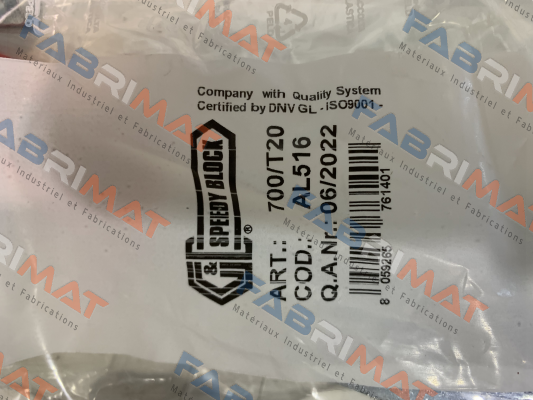 Company with Quality System
Certified by DNV GL - ISO9001 -
& SPEEDY BLOCK
®
ART.: 700/T20
COD.: AL516
Q.A.Nr.: 06/2022
8 059265 761401
FABRIMAT
Materiaux Industriel et Fabrications